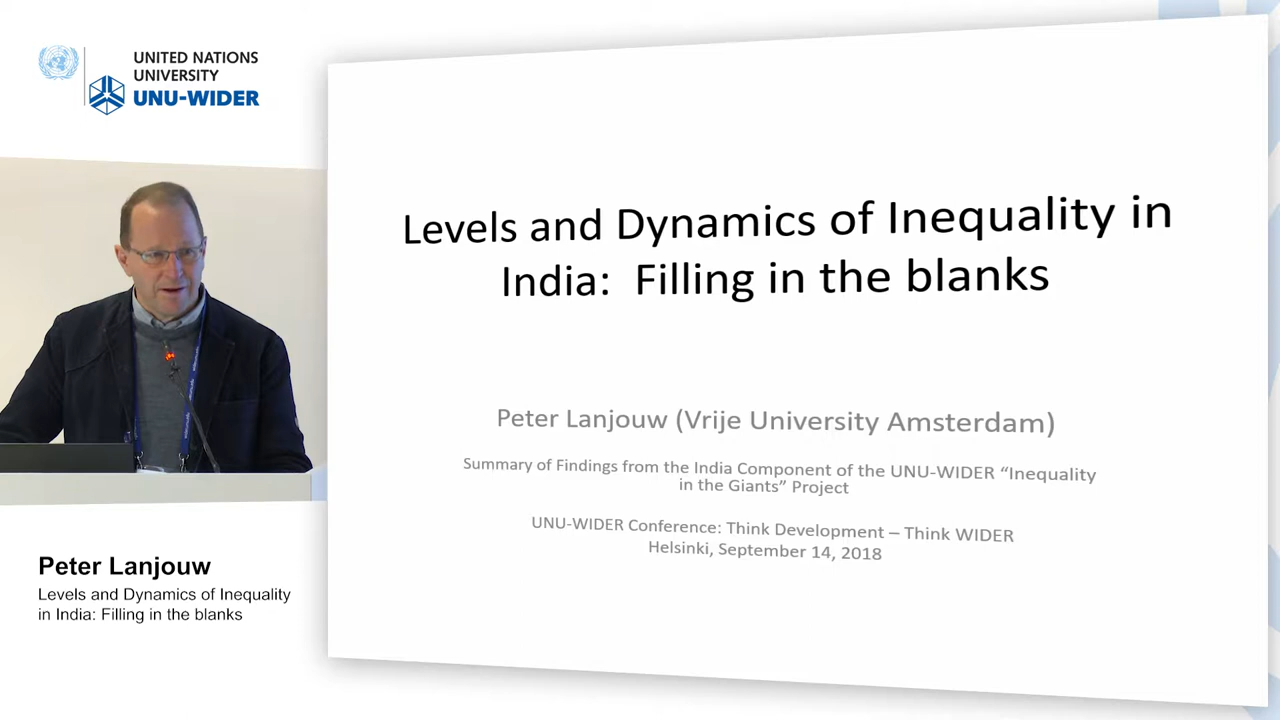 UNITED NATIONS
UNIVERSITY
UNU-WIDER
Levels and Dynamics of Inequality in
India: Filling in the blanks
Peter Lanjouw (Vrije University Amsterdam)
Summary of Findings from the India Component of the UNU-WIDER “Inequality
in the Giants” Project
UNU-WIDER Conference: Think Development – Think WIDER
Helsinki, September 14, 2018
Peter Lanjouw
Levels and Dynamics of Inequality
in India: Filling in the blanks